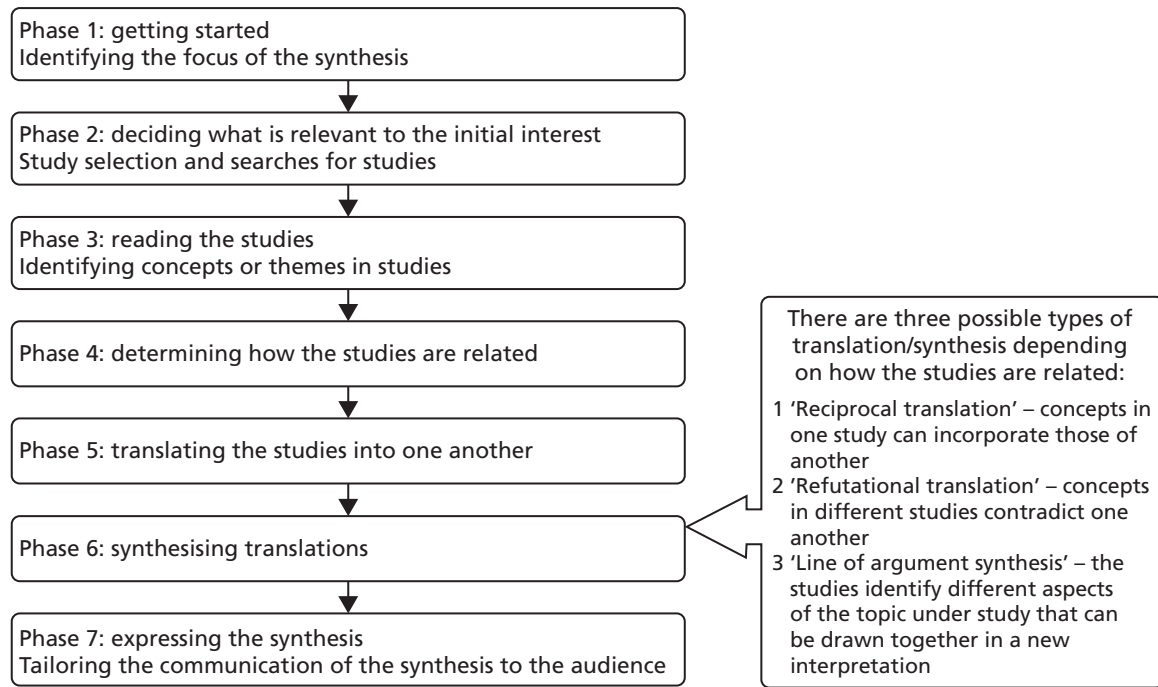 Phase 1: getting started
Identifying the focus of the synthesis
Phase 2: deciding what is relevant to the initial interest
Study selection and searches for studies
Phase 3: reading the studies
Identifying concepts or themes in studies
Phase 4: determining how the studies are related
Phase 5: translating the studies into one another
Phase 6: synthesising translations
Phase 7: expressing the synthesis
Tailoring the communication of the synthesis to the audience
There are three possible types of
translation/synthesis depending
on how the studies are related:
1 ‘Reciprocal translation’ – concepts in
one study can incorporate those of
another
2 ’Refutational translation’ – concepts
in different studies contradict one
another
3 ‘Line of argument synthesis’ – the
studies identify different aspects
of the topic under study that can
be drawn together in a new
interpretation